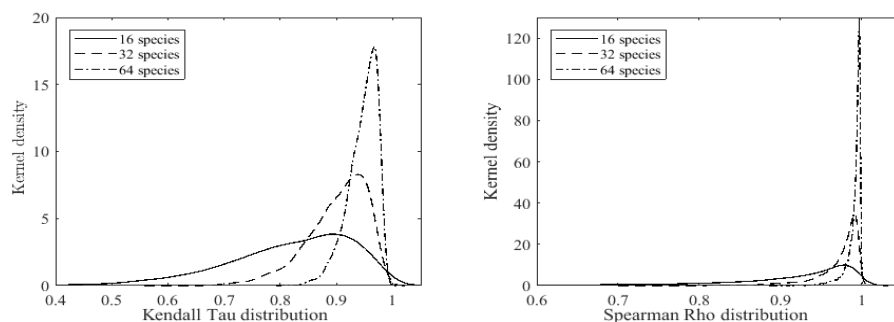 20
15
10
5
0
Kernel density
16 species
32 species
64 species
0.4 0.5 0.6 0.7 0.8 0.9 1
Kendall Tau distribution
120
100
80
60
40
20
0
Kernel density
16 species
32 species
64 species
0.6 0.7 0.8 0.9 1
Spearman Rho distribution